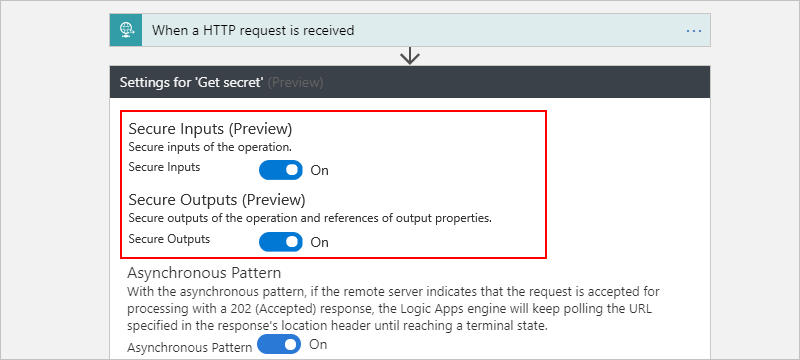 When a HTTP request is received
Settings for 'Get secret' (Preview)
Secure Inputs (Preview)
Secure inputs of the operation.
Secure Inputs On
Secure Outputs (Preview)
Secure outputs of the operation and references of output properties.
Secure Outputs On
Asynchronous Pattern
With the asynchronous pattern, if the remote server indicates that the request is accepted for
processing with a 202 (Accepted) response, the Logic Apps engine will keep polling the URL
specified in the response's location header until reaching a terminal state.
Asynchronous Pattern On